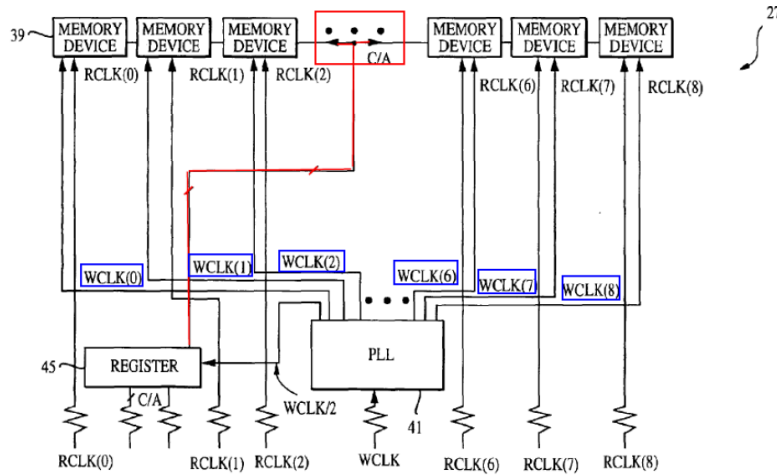 27
39
MEMORY DEVICE
MEMORY DEVICE
MEMORY DEVICE
MEMORY DEVICE
MEMORY DEVICE
MEMORY DEVICE
C/A
RCLK(0)
RCLK(1)
RCLK(2)
RCLK(6)
RCLK(7)
RCLK(8)
WCLK(0)
WCLK(1)
WCLK(2)
WCLK(6)
WCLK(7)
WCLK(8)
45
REGISTER
PLL
C/A
WCLK/2
41
RCLK(0)
RCLK(1)
RCLK(2)
WCLK
RCLK(6)
RCLK(7)
RCLK(8)